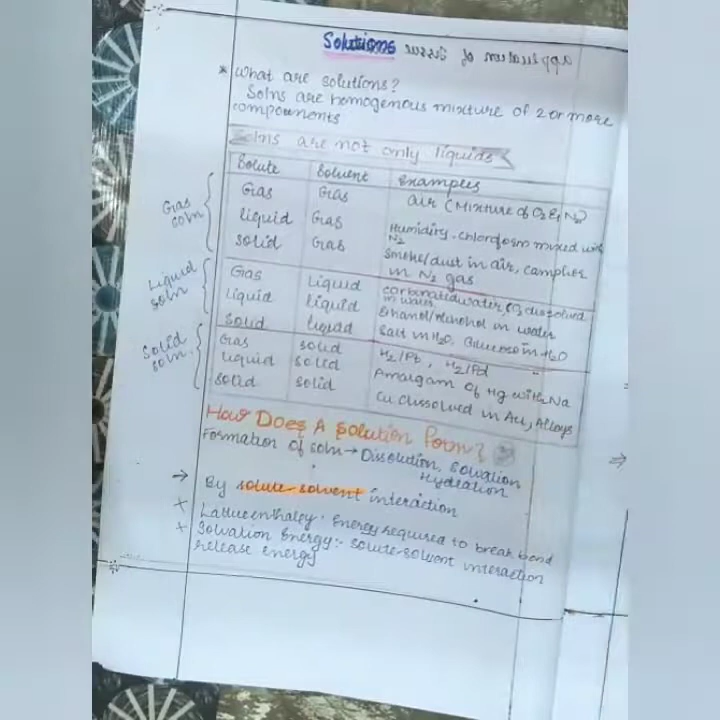 Solutions application of tissue
* What are solutions?
Solns are homogenous mixture of 2 or more
components
Solns are not only liquids
Solute Solvent Examples
Gas soln
Gas Gas air (Mixture of O2 & N2)
liquid Gas Humidity, chloroform mixed with N2
solid Gas Smoke/dust in air, camphor in N2 gas
Liquid soln
Gas Liquid carbonated water, O2 dissolved in water
Liquid liquid Ethanol/Menohol in water
Solid liquid Salt in H2O, Glucose in H2O
Solid soln.
Gas solid H2/Pb, H2/Pd
liquid solid Amalgam of Hg with Na
solid solid Cu dissolved in Au, Alloys
How Does A Solution Form?
Formation of soln → Dissolution, Solvation
Hydration
→ By solute-solvent interaction
+ Lattice enthalpy: Energy required to break bond
+ Solvation Energy:- solute-solvent interaction
release energy